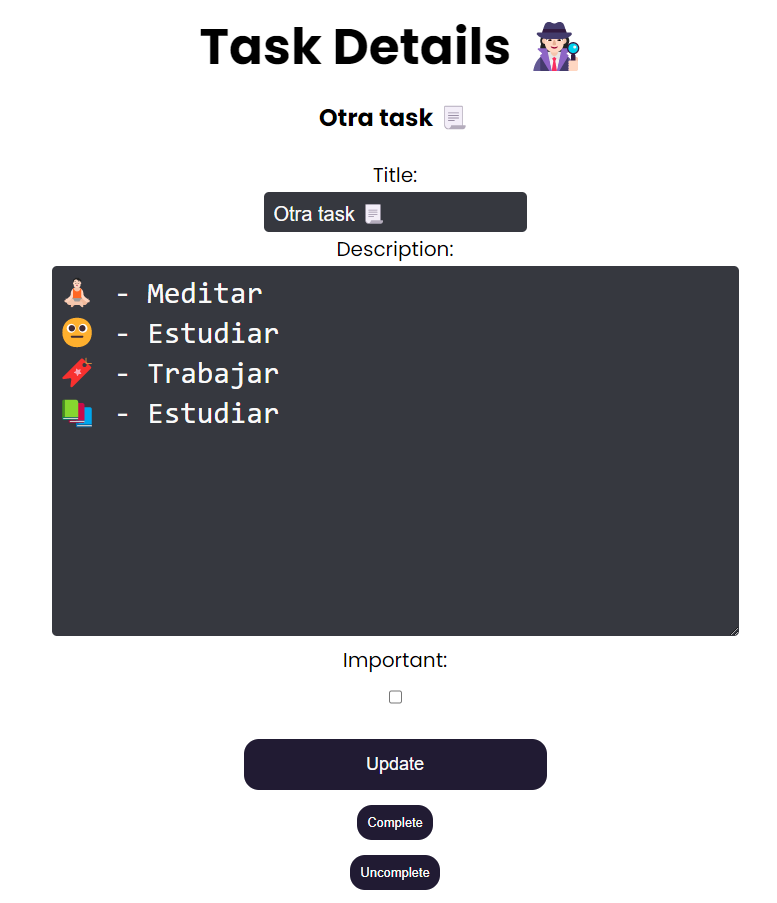 Task Details 🕵🏻‍♀️
Otra task 📃
Title:
Otra task 📃
Description:
🧘🏻 - Meditar
😐 - Estudiar
🔖 - Trabajar
📚 - Estudiar
Important:
Update
Complete
Uncomplete